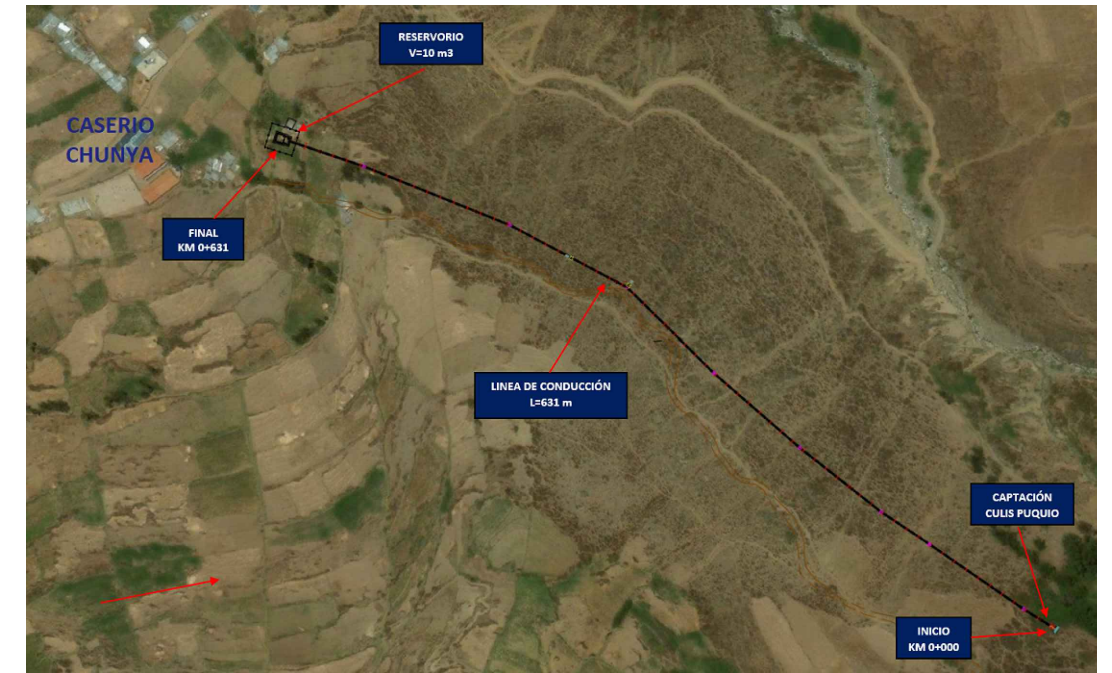 RESERVORIO
V=10 m3
CASERIO
CHUNYA
FINAL
KM 0+631
LINEA DE CONDUCCIÓN
L=631 m
CAPTACIÓN
CULIS PUQUIO
INICIO
KM 0+000